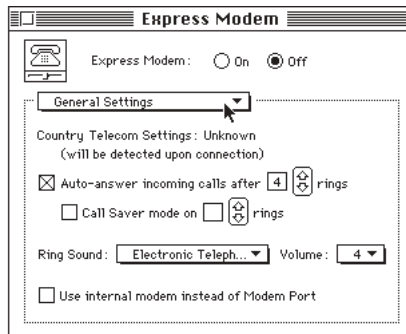 Express Modem
Express Modem: On Off
General Settings
Country Telecom Settings: Unknown
(will be detected upon connection)
Auto-answer incoming calls after 4 rings
Call Saver mode on rings
Ring Sound: Electronic Teleph... Volume: 4
Use internal modem instead of Modem Port